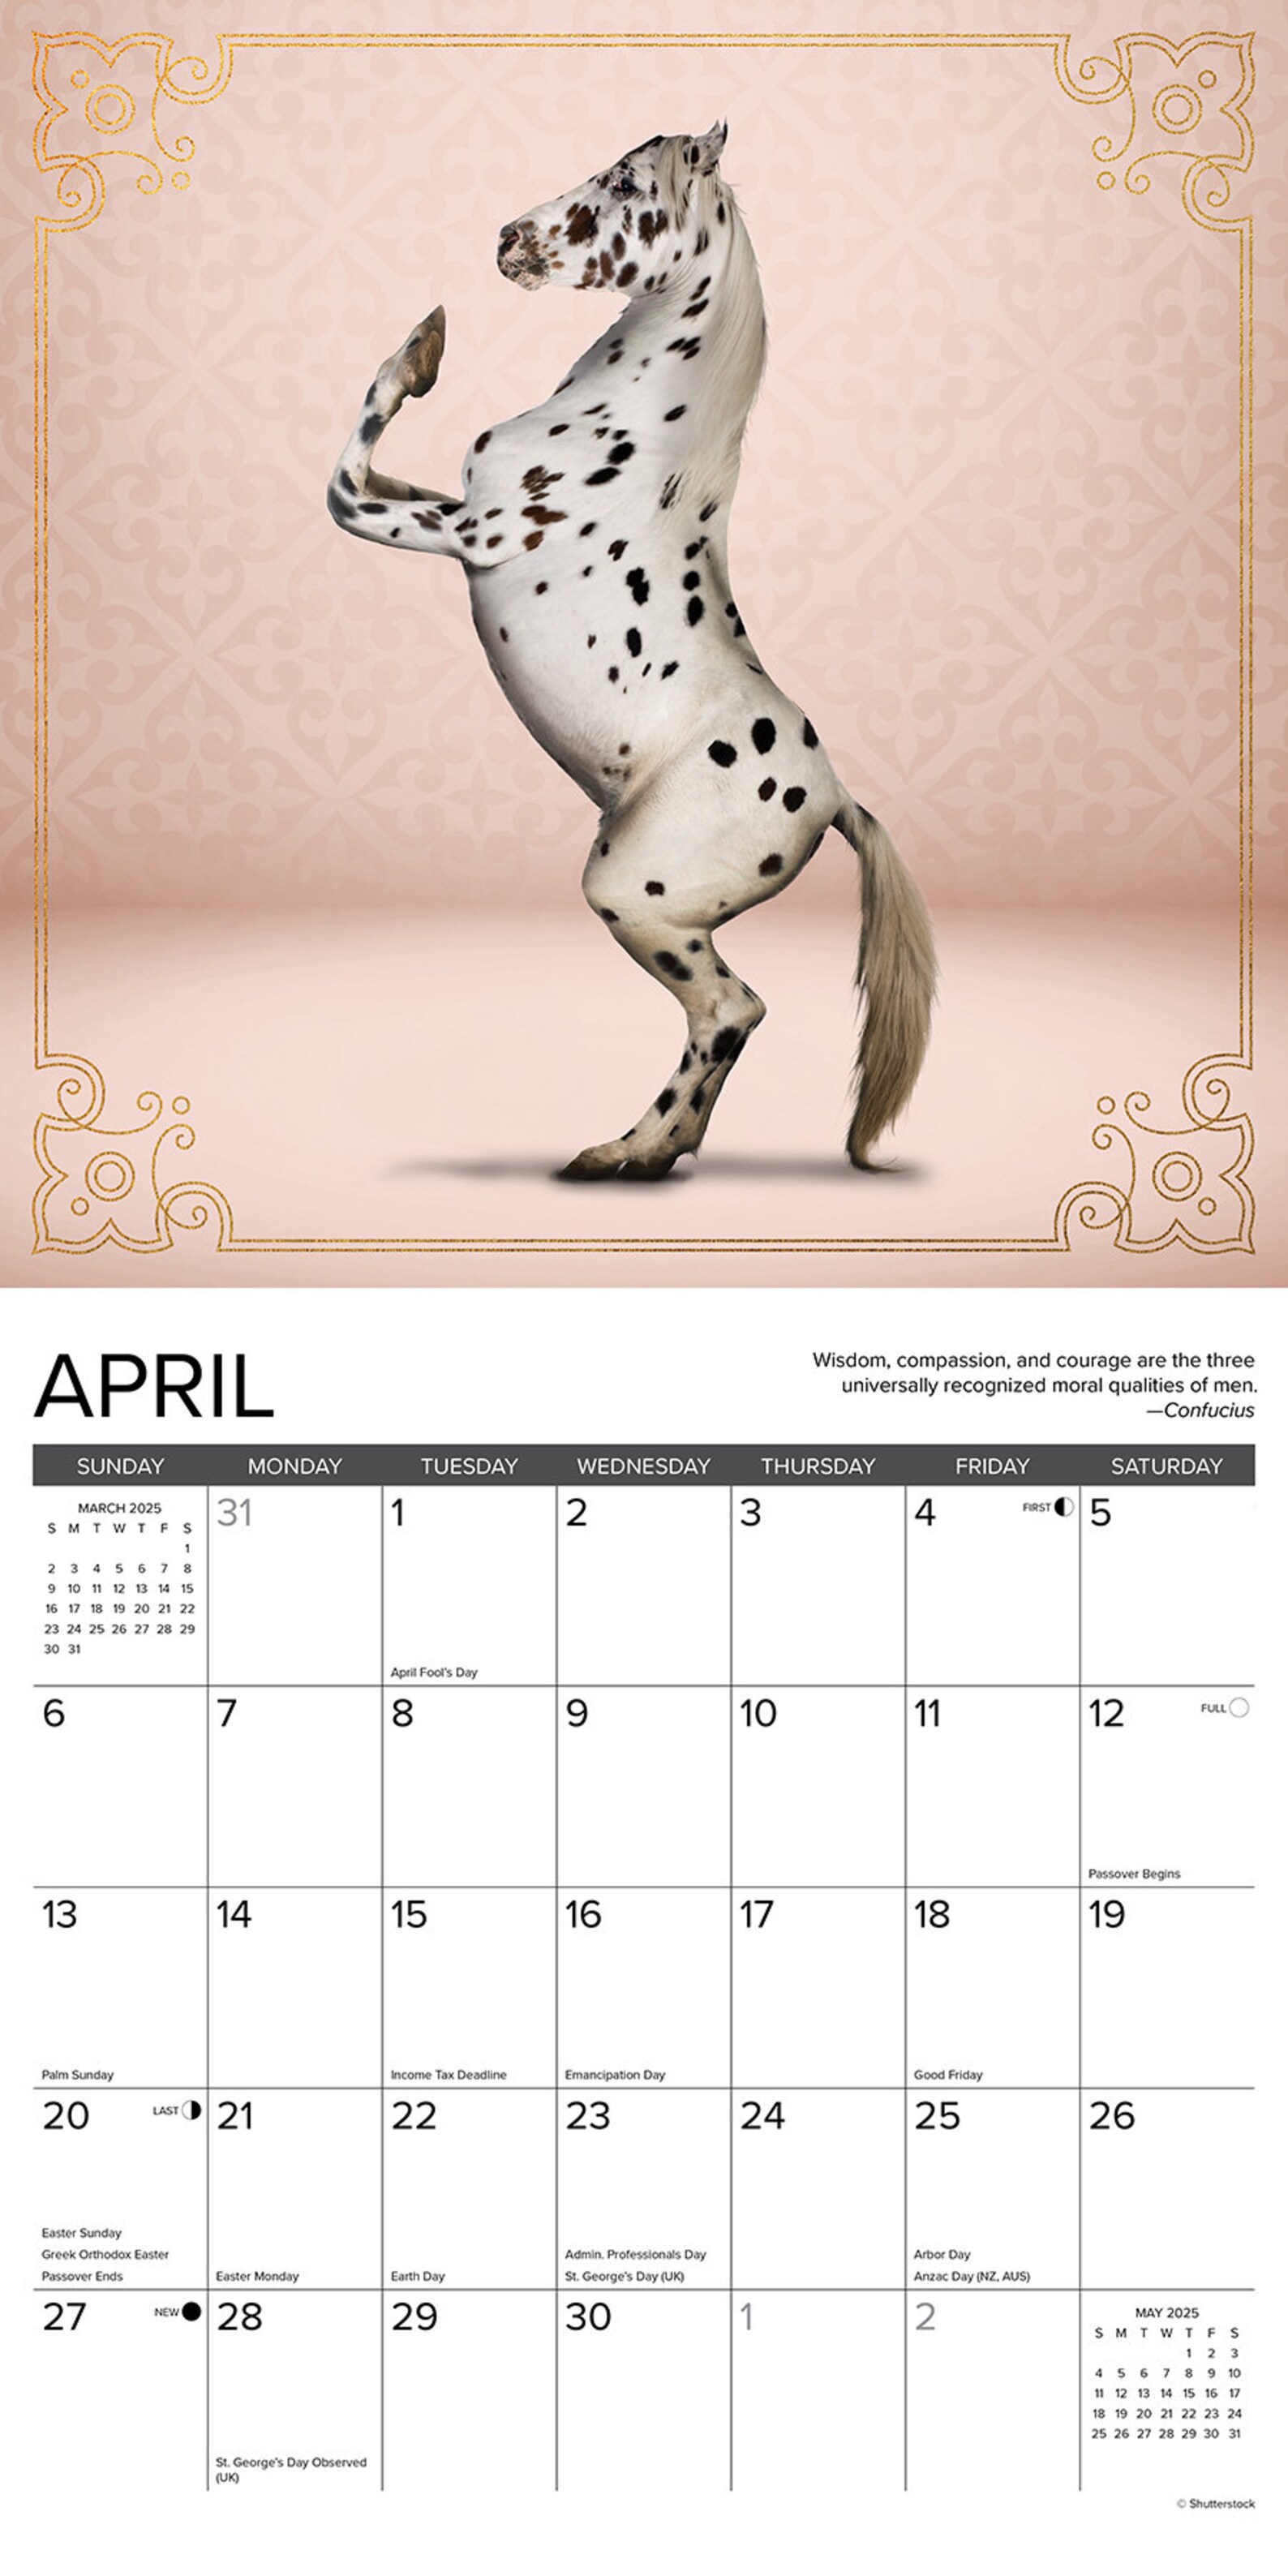 APRIL
Wisdom, compassion, and courage are the three
universally recognized moral qualities of men.
—Confucius
SUNDAY MONDAY TUESDAY WEDNESDAY THURSDAY FRIDAY SATURDAY
MARCH 2025
S M T W T F S
1
2 3 4 5 6 7 8
9 10 11 12 13 14 15
16 17 18 19 20 21 22
23 24 25 26 27 28 29
30 31
31
1
April Fool's Day
2
3
4 FIRST
5
6
7
8
9
10
11
12 FULL
Passover Begins
13
Palm Sunday
14
15
Income Tax Deadline
16
Emancipation Day
17
18
Good Friday
19
20 LAST
Easter Sunday
Greek Orthodox Easter
Passover Ends
21
Easter Monday
22
Earth Day
23
Admin. Professionals Day
St. George's Day (UK)
24
25
Arbor Day
Anzac Day (NZ, AUS)
26
27 NEW
28
St. George's Day Observed
(UK)
29
30
1
2
MAY 2025
S M T W T F S
1 2 3
4 5 6 7 8 9 10
11 12 13 14 15 16 17
18 19 20 21 22 23 24
25 26 27 28 29 30 31
© Shutterstock